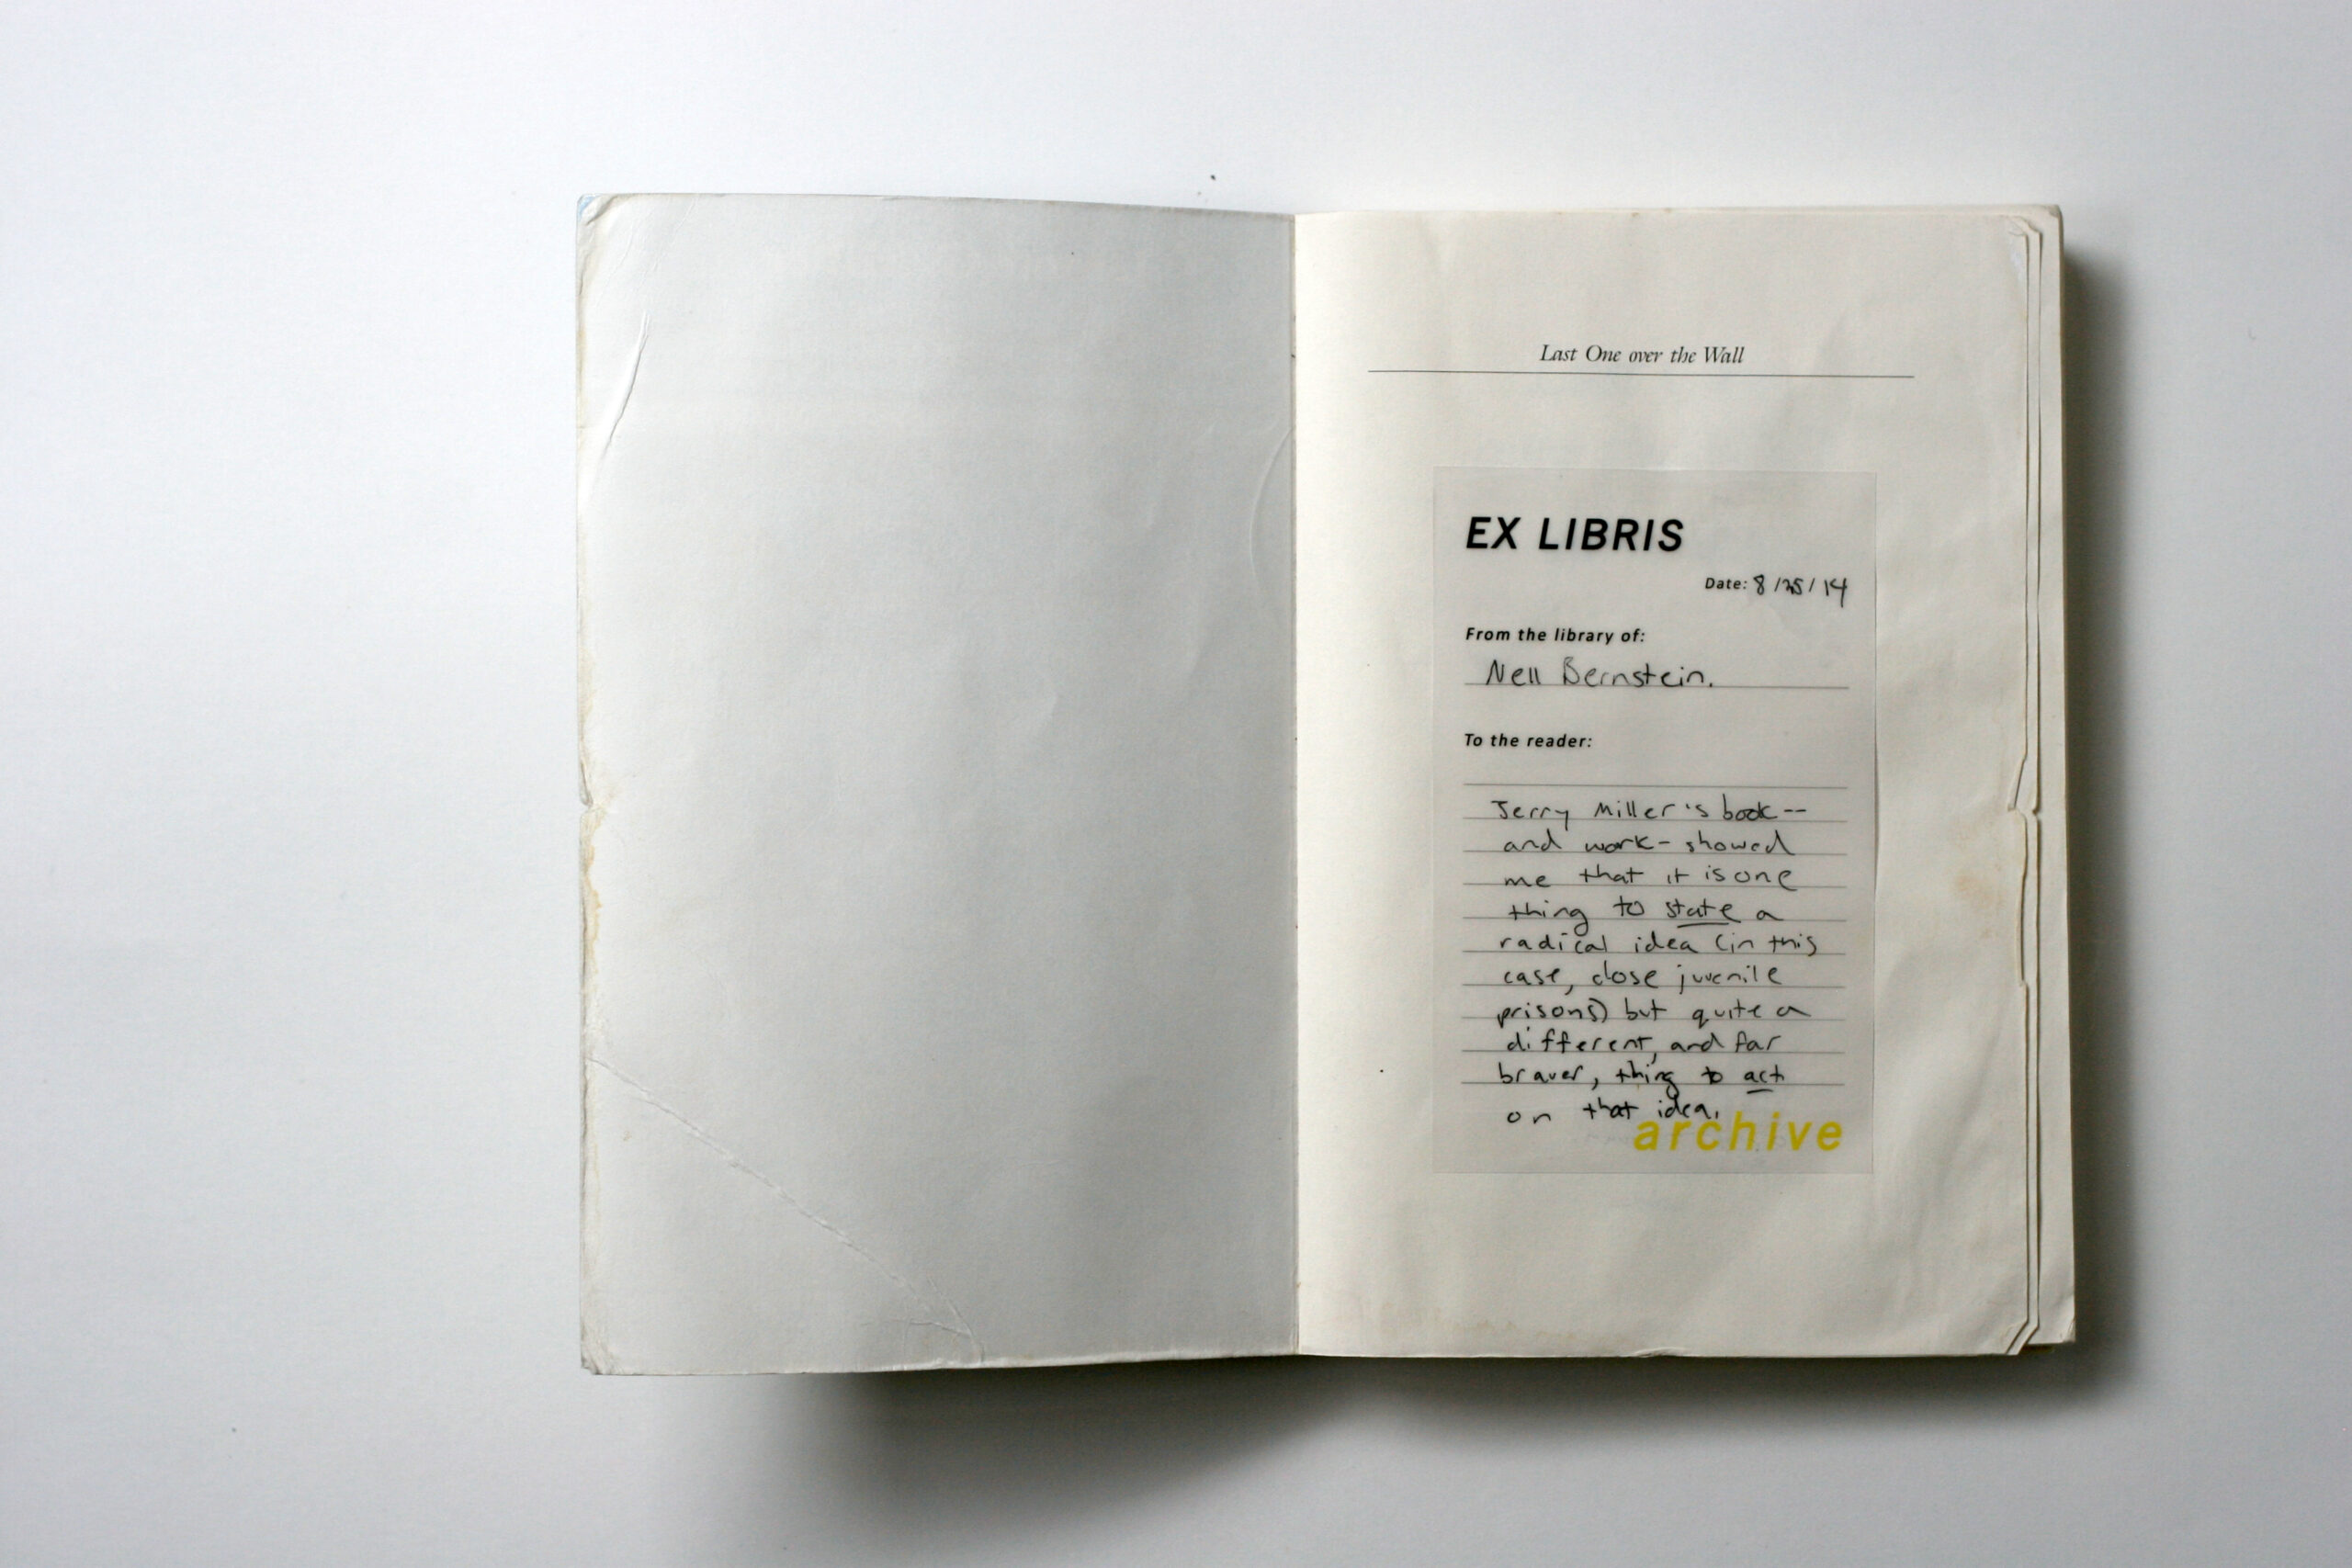 Last One over the Wall
EX LIBRIS
Date: 8/25/14
From the library of:
Nell Bernstein.
To the reader:
Jerry Miller's book--
and work- showed
me that it is one
thing to state a
radical idea (in this
case, close juvenile
prisons) but quite a
different, and far
braver, thing to act
on that idea.
archive